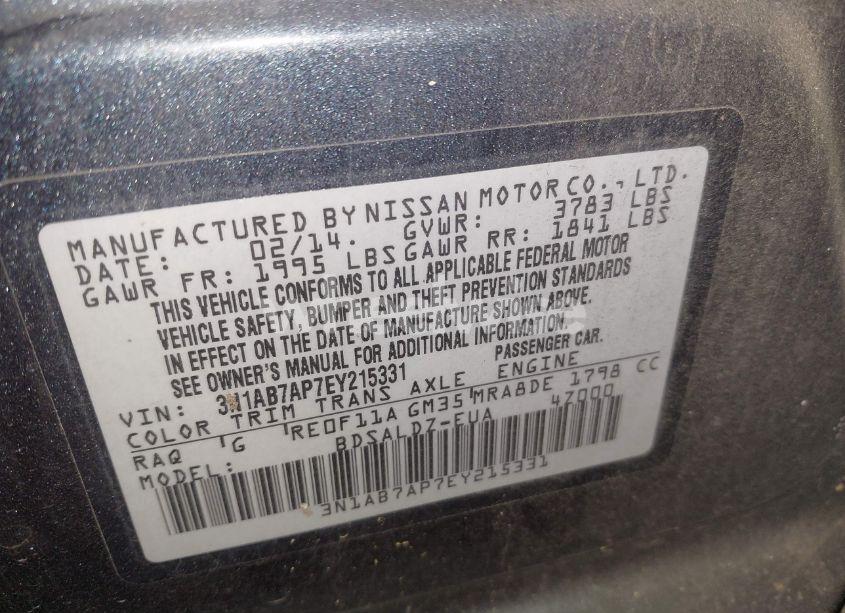 MANUFACTURED BY NISSAN MOTOR CO., LTD.
DATE: 02/14. GVWR: 3783 LBS
GAWR FR: 1995 LBS GAWR RR: 1841 LBS
THIS VEHICLE CONFORMS TO ALL APPLICABLE FEDERAL MOTOR
VEHICLE SAFETY, BUMPER AND THEFT PREVENTION STANDARDS
IN EFFECT ON THE DATE OF MANUFACTURE SHOWN ABOVE.
SEE OWNER'S MANUAL FOR ADDITIONAL INFORMATION.
PASSENGER CAR.
VIN: 3N1AB7AP7EY215331
COLOR TRIM TRANS AXLE ENGINE
RAQ G RE0F11A GM35 MRA8DE 1798 CC
MODEL: BDSALDZ-EUA 4Z000
3N1AB7AP7EY215331